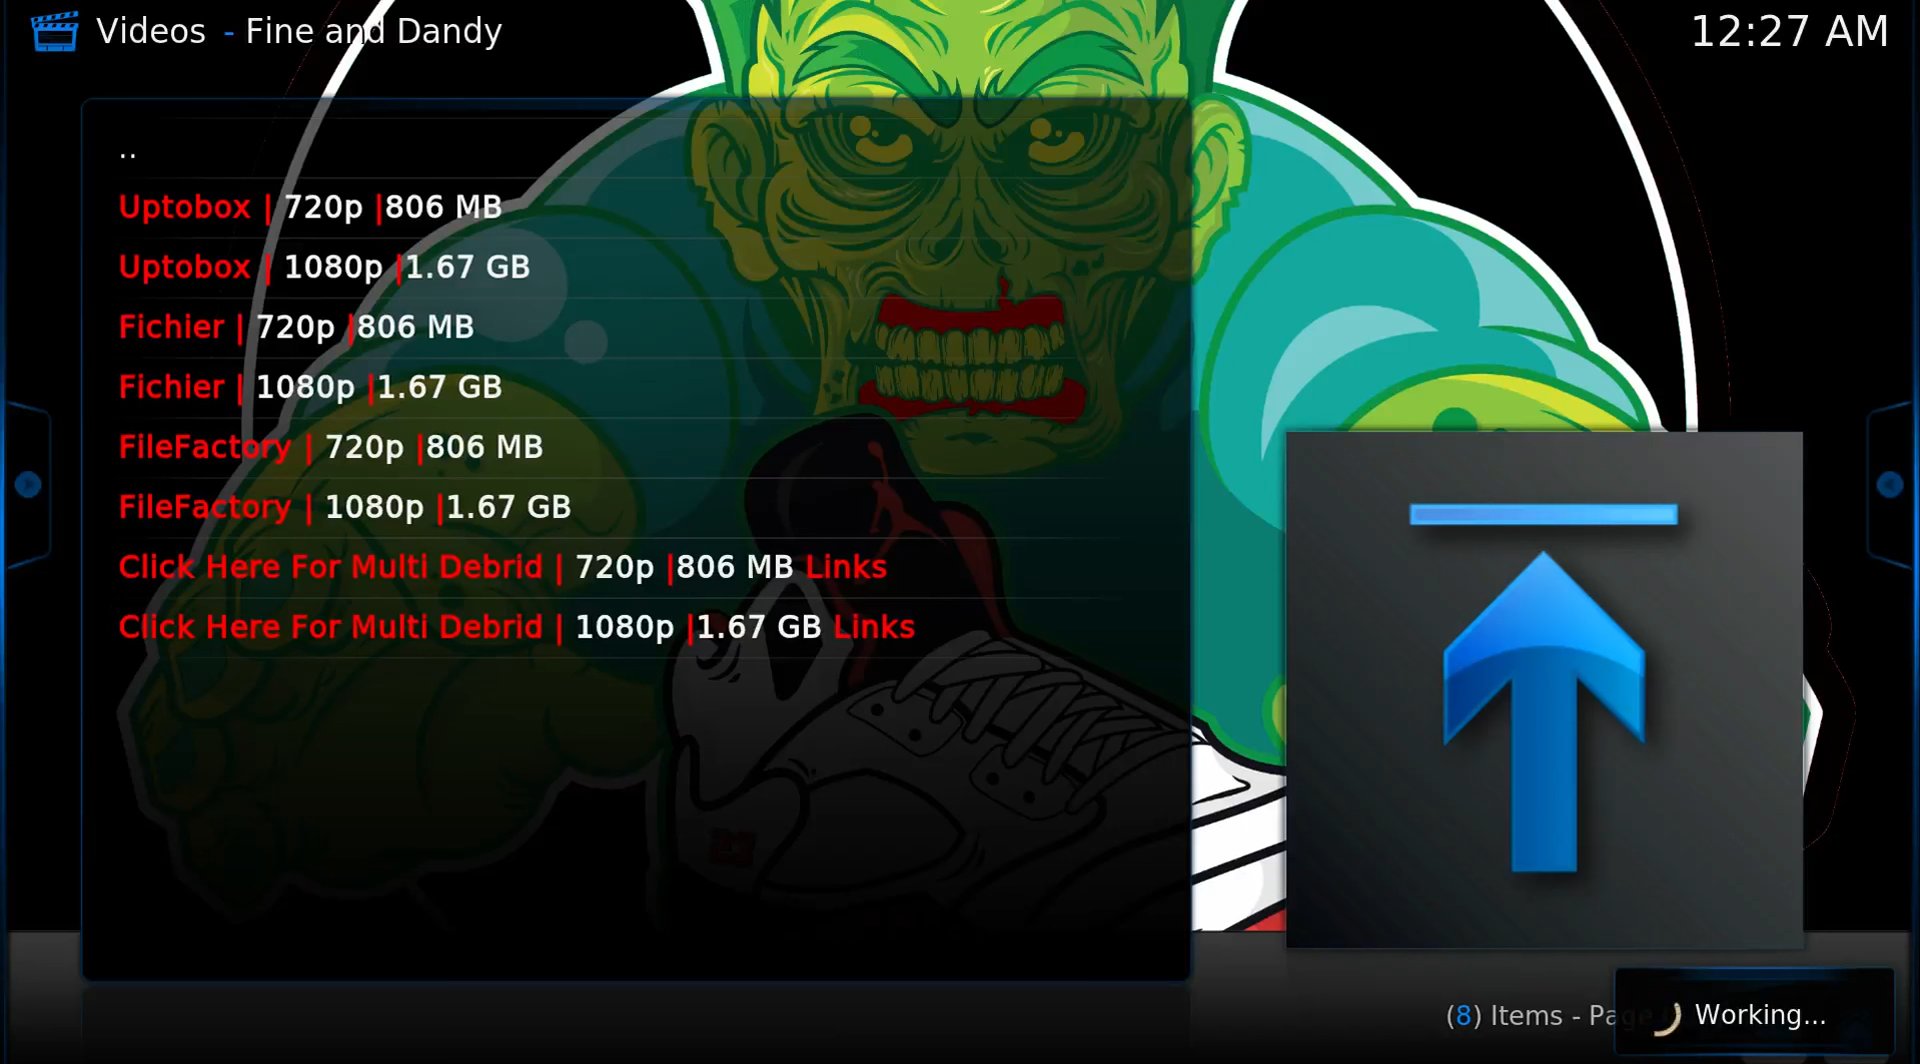 Videos - Fine and Dandy
12:27 AM
..
Uptobox | 720p |806 MB
Uptobox | 1080p |1.67 GB
Fichier | 720p |806 MB
Fichier | 1080p |1.67 GB
FileFactory | 720p |806 MB
FileFactory | 1080p |1.67 GB
Click Here For Multi Debrid | 720p |806 MB Links
Click Here For Multi Debrid | 1080p |1.67 GB Links
(8) Items -
Working...